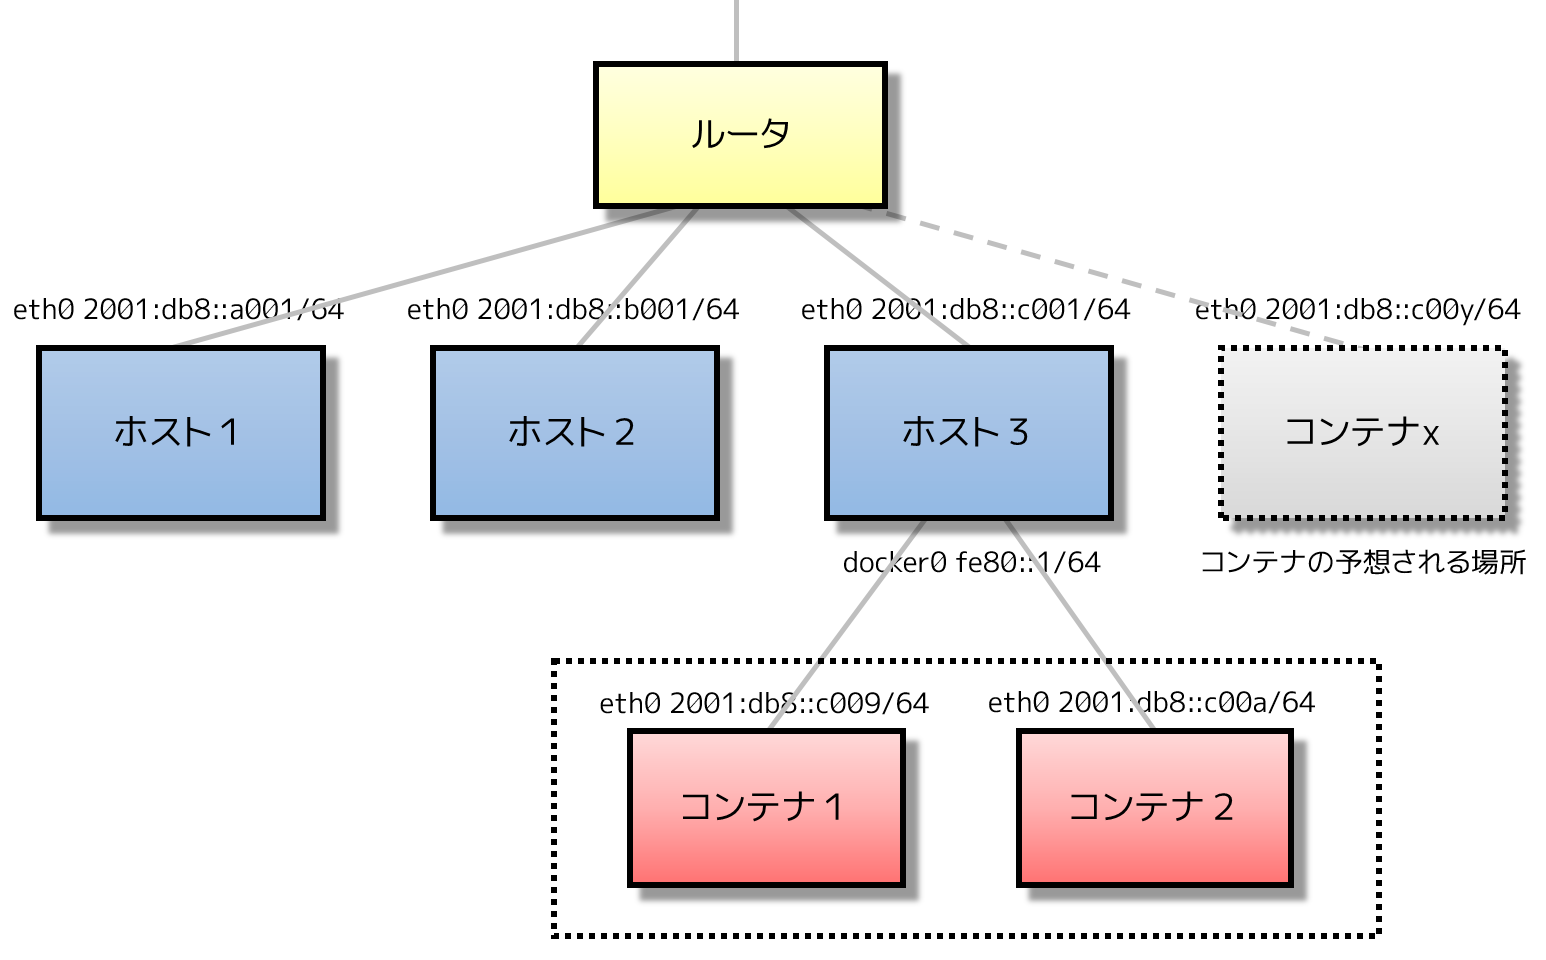 ルータ
eth0 2001:db8::a001/64
eth0 2001:db8::b001/64
eth0 2001:db8::c001/64
eth0 2001:db8::c00y/64
ホスト１
ホスト２
ホスト３
コンテナx
docker0 fe80::1/64
コンテナの予想される場所
eth0 2001:db8::c009/64
eth0 2001:db8::c00a/64
コンテナ１
コンテナ２